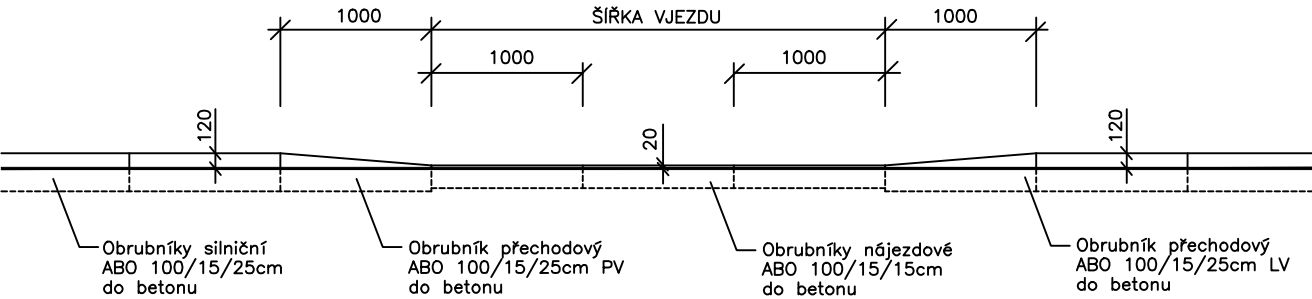 1000
ŠÍŘKA VJEZDU
1000
1000
1000
120
20
120
Obrubníky silniční
ABO 100/15/25cm
do betonu
Obrubník přechodový
ABO 100/15/25cm PV
do betonu
Obrubníky nájezdové
ABO 100/15/15cm
do betonu
Obrubník přechodový
ABO 100/15/25cm LV
do betonu